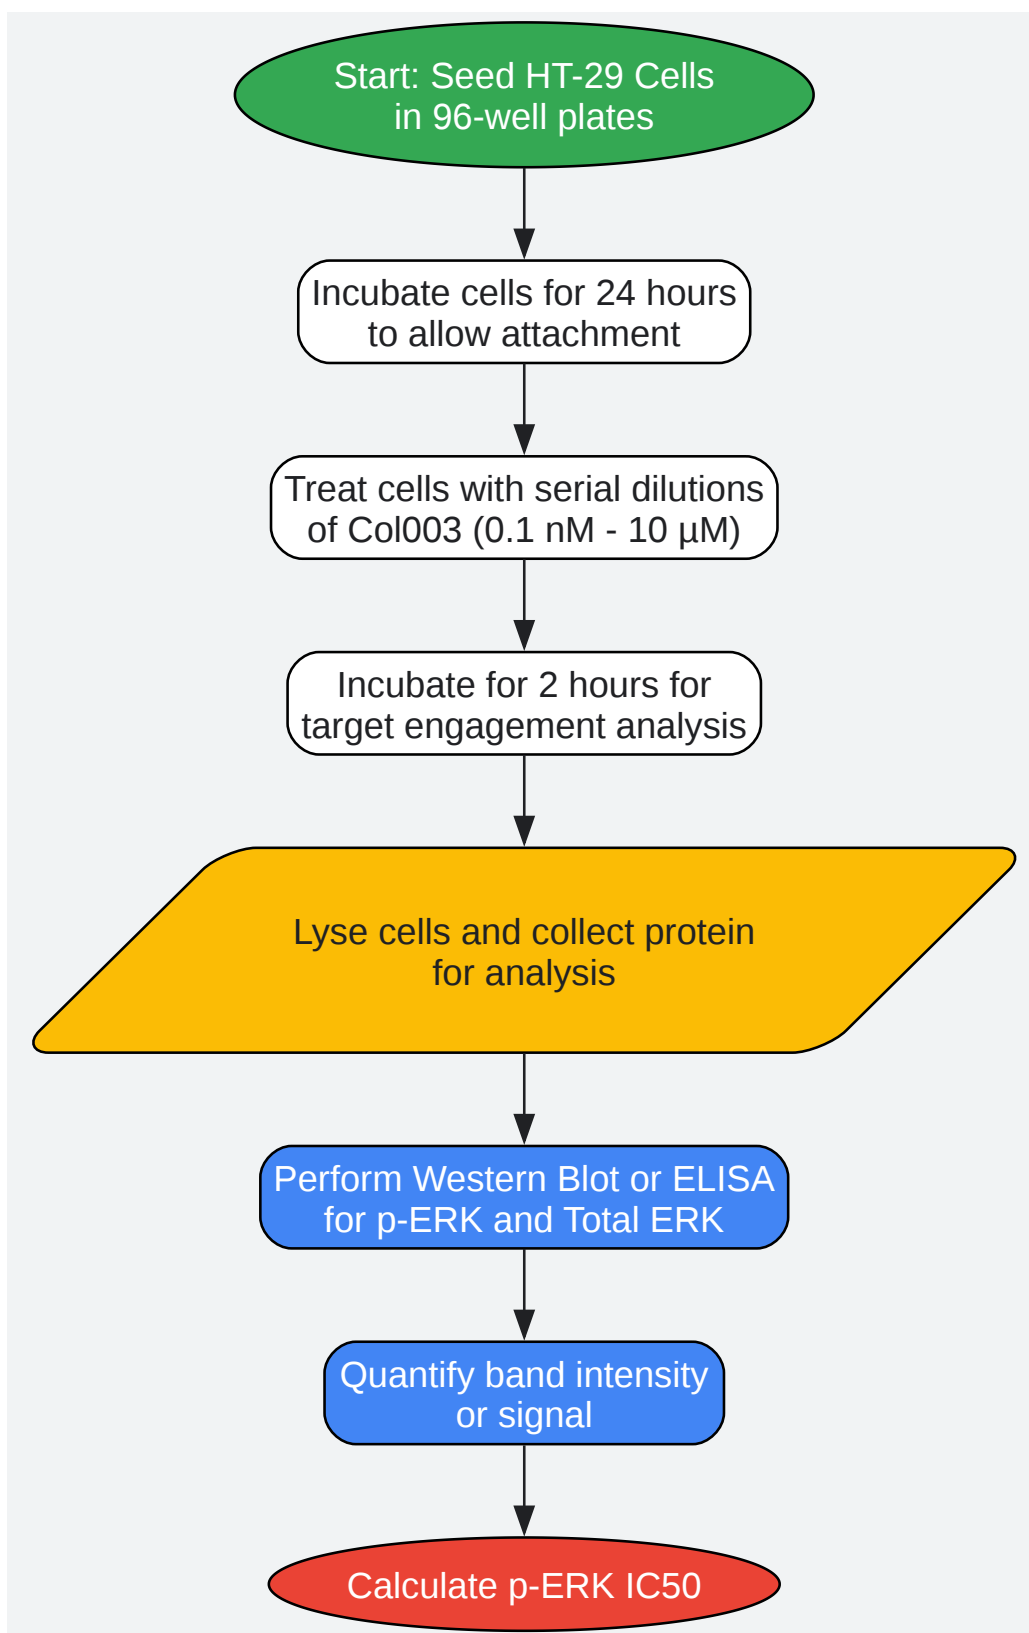 Start: Seed HT-29 Cells
in 96-well plates
Incubate cells for 24 hours
to allow attachment
Treat cells with serial dilutions
of Col003 (0.1 nM - 10 µM)
Incubate for 2 hours for
target engagement analysis
Lyse cells and collect protein
for analysis
Perform Western Blot or ELISA
for p-ERK and Total ERK
Quantify band intensity
or signal
Calculate p-ERK IC50